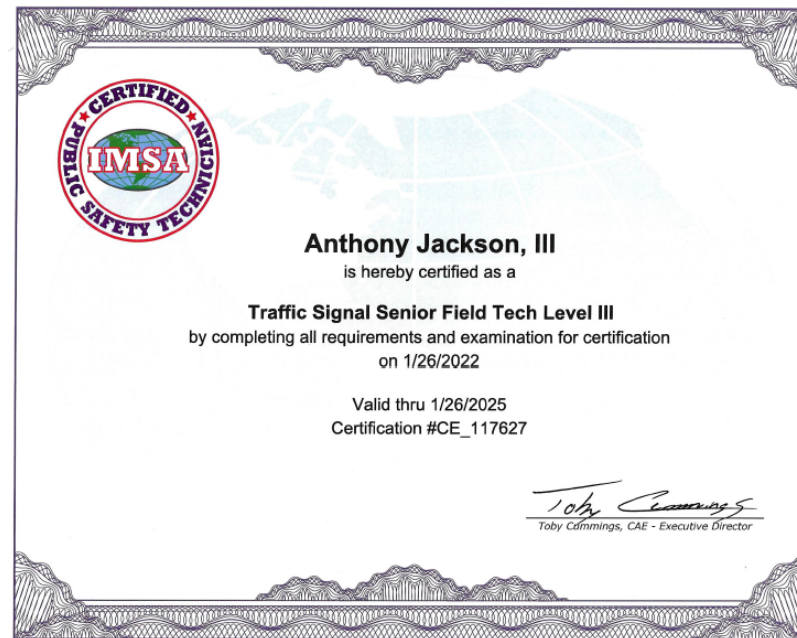 CERTIFIED
PUBLIC SAFETY TECHNICIAN
IMSA
Anthony Jackson, III
is hereby certified as a
Traffic Signal Senior Field Tech Level III
by completing all requirements and examination for certification
on 1/26/2022
Valid thru 1/26/2025
Certification #CE_117627
Toby Cummings
Toby Cummings, CAE - Executive Director